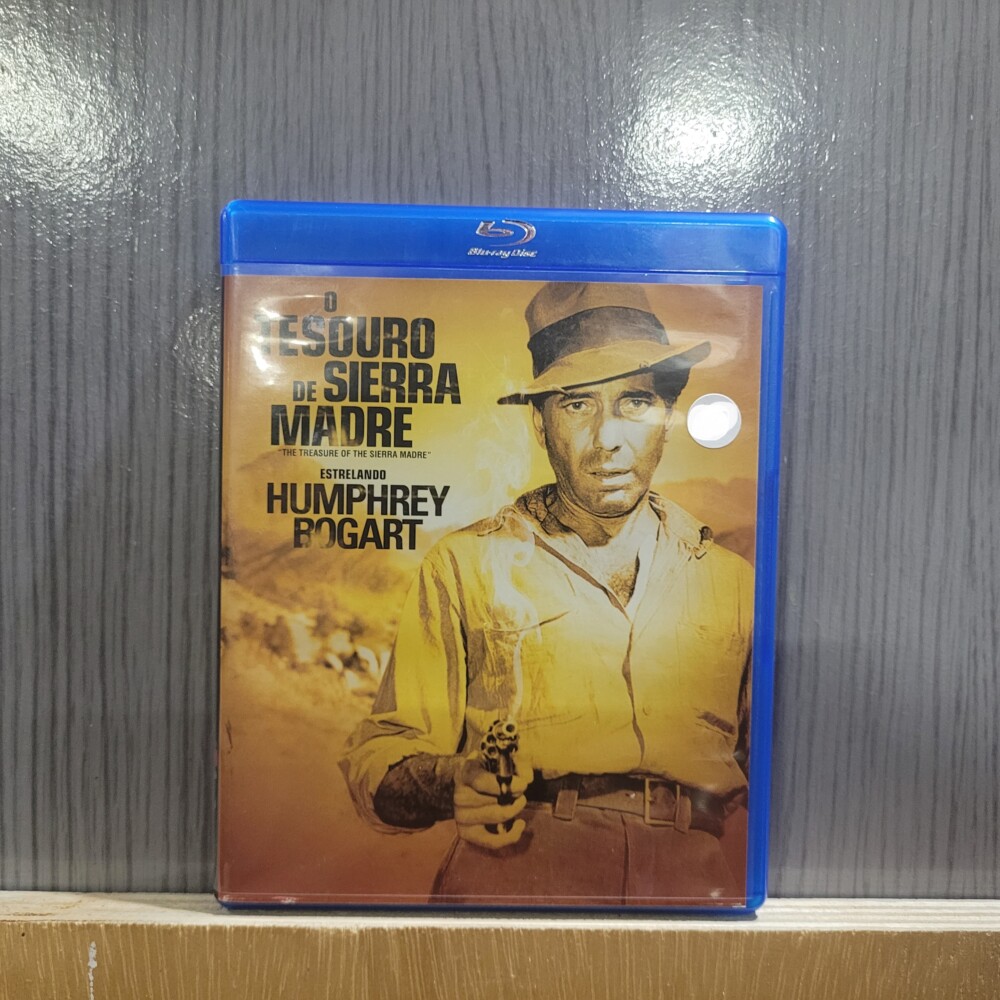 Blu-ray Disc
O
TESOURO
DE SIERRA
MADRE
"THE TREASURE OF THE SIERRA MADRE"
ESTRELANDO
HUMPHREY
BOGART